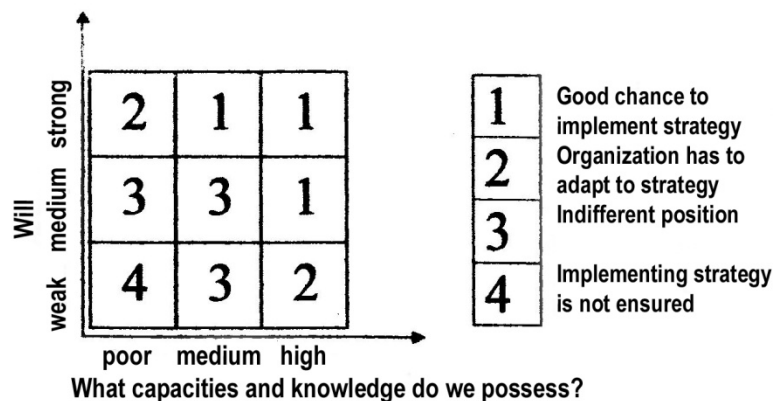 strong
2 1 1
medium
3 3 1
weak
4 3 2
Will
poor medium high
What capacities and knowledge do we possess?
1
Good chance to
implement strategy
2
Organization has to
adapt to strategy
3
Indifferent position
4
Implementing strategy
is not ensured